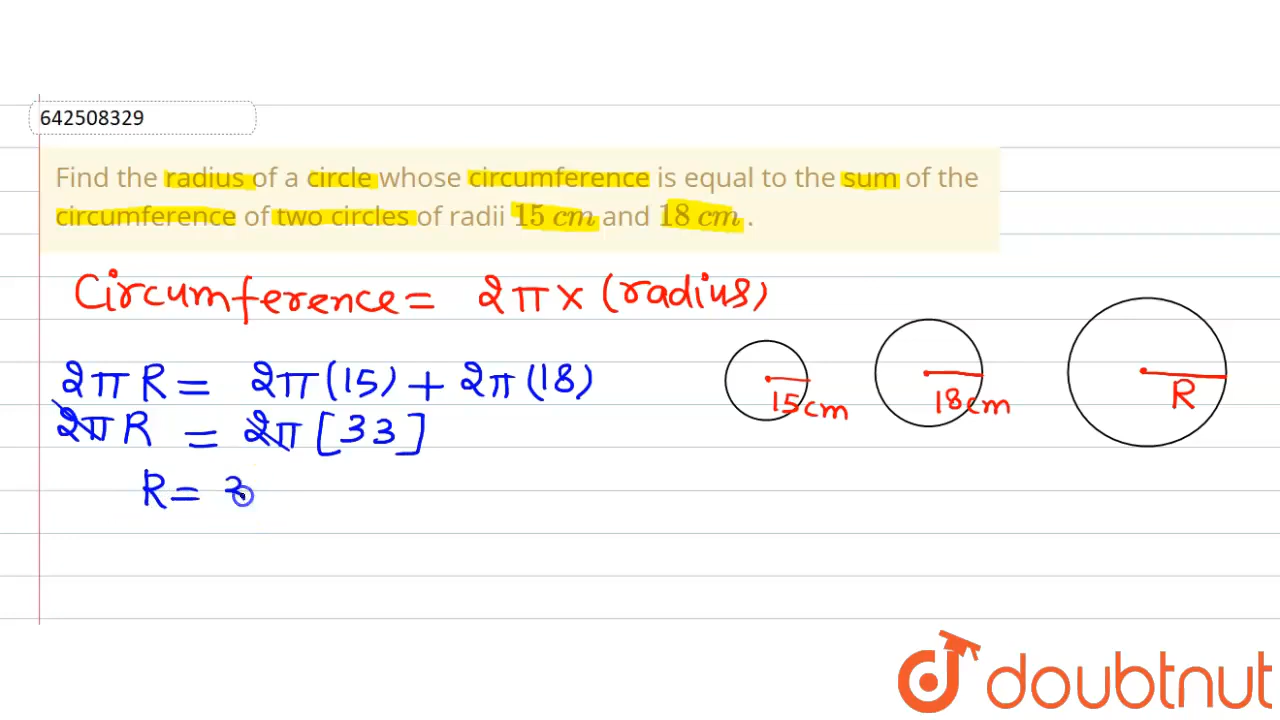 642508329
Find the radius of a circle whose circumference is equal to the sum of the
circumference of two circles of radii 15 cm and 18 cm .
Circumference = 2π × (radius)
2π R = 2π (15) + 2π (18)
2π R = 2π [33]
R = 3
15cm
18cm
R
doubtnut